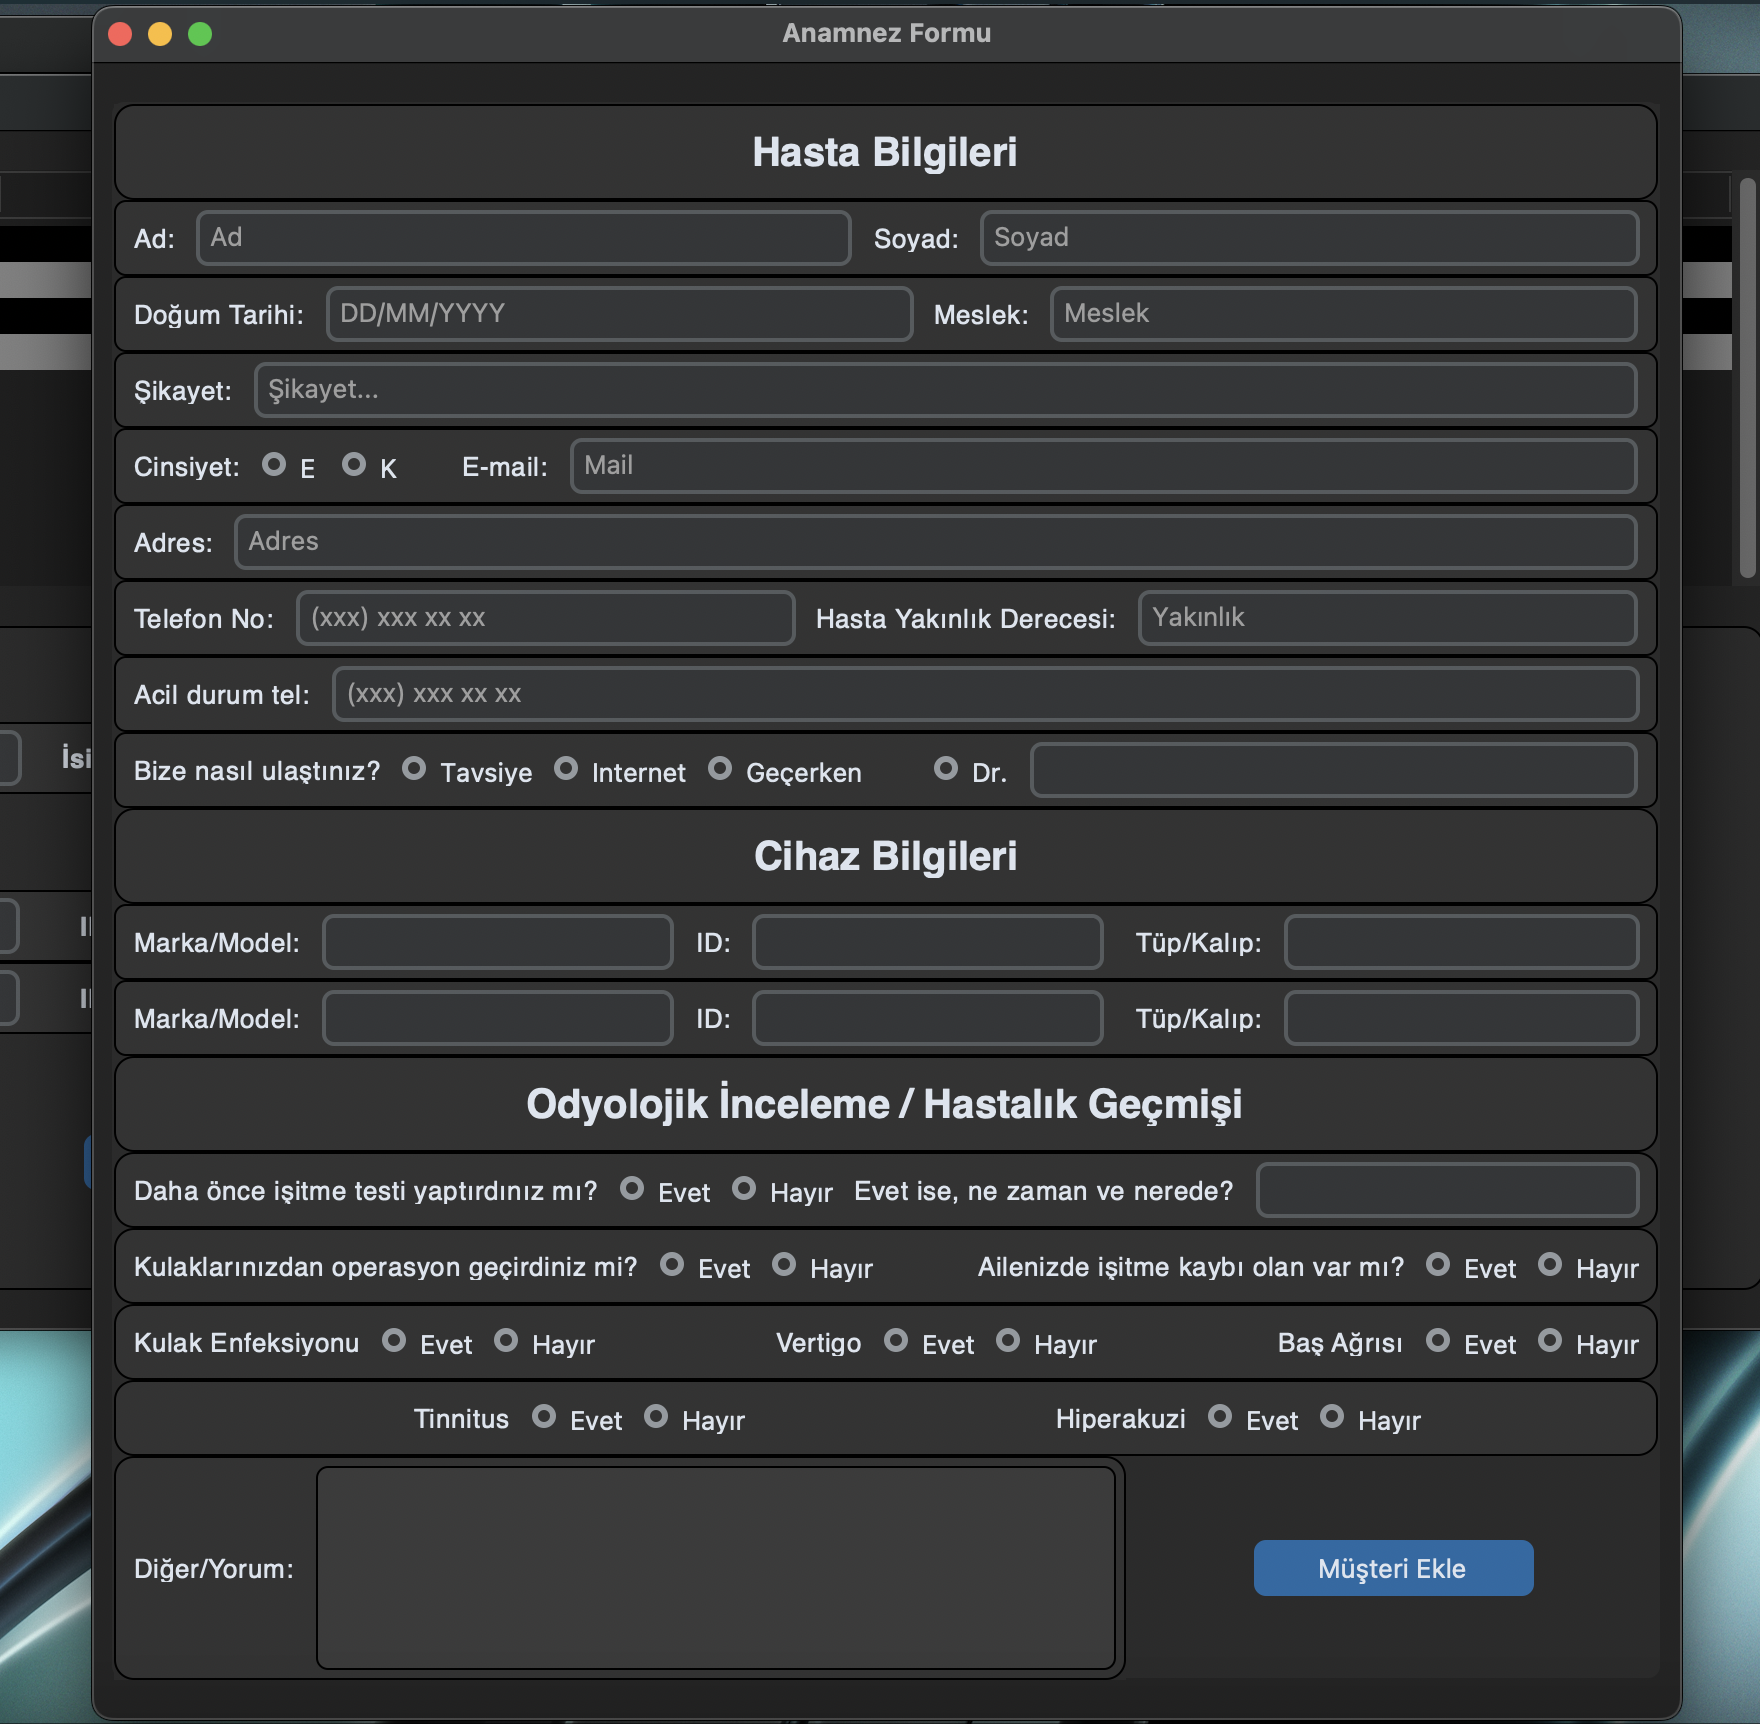 Anamnez Formu
Hasta Bilgileri
Ad: Ad Soyad: Soyad
Doğum Tarihi: DD/MM/YYYY Meslek: Meslek
Şikayet: Şikayet...
Cinsiyet: E K E-mail: Mail
Adres: Adres
Telefon No: (xxx) xxx xx xx Hasta Yakınlık Derecesi: Yakınlık
Acil durum tel: (xxx) xxx xx xx
Bize nasıl ulaştınız? Tavsiye Internet Geçerken Dr.
Cihaz Bilgileri
Marka/Model: ID: Tüp/Kalıp:
Marka/Model: ID: Tüp/Kalıp:
Odyolojik İnceleme / Hastalık Geçmişi
Daha önce işitme testi yaptırdınız mı? Evet Hayır Evet ise, ne zaman ve nerede?
Kulaklarınızdan operasyon geçirdiniz mi? Evet Hayır Ailenizde işitme kaybı olan var mı? Evet Hayır
Kulak Enfeksiyonu Evet Hayır Vertigo Evet Hayır Baş Ağrısı Evet Hayır
Tinnitus Evet Hayır Hiperakuzi Evet Hayır
Diğer/Yorum: Müşteri Ekle